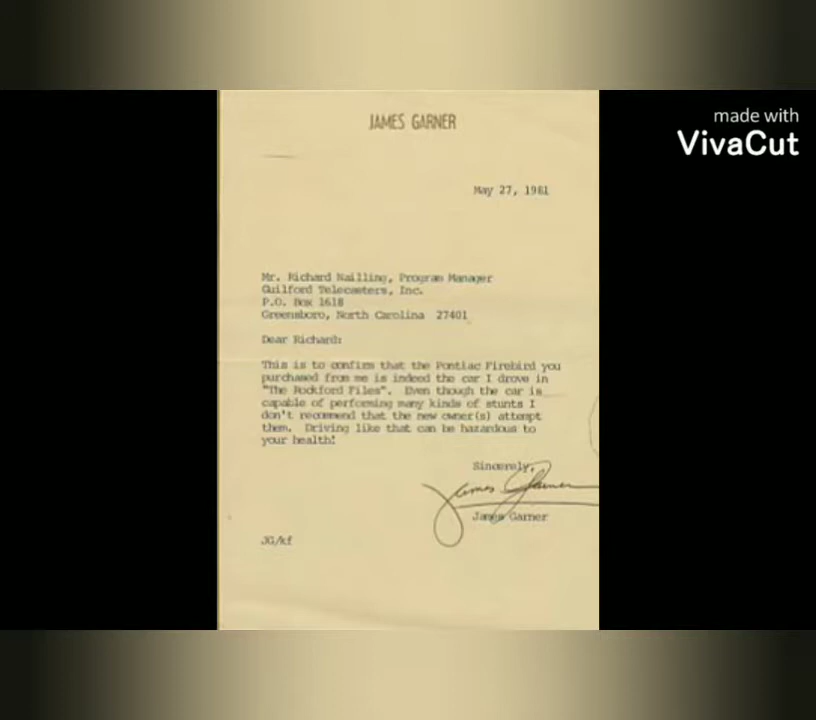 made with
VivaCut
JAMES GARNER
May 27, 1981
Mr. Richard Nailling, Program Manager
Guilford Telecasters, Inc.
P.O. Box 1618
Greensboro, North Carolina 27401
Dear Richard:
This is to confirm that the Pontiac Firebird you
purchased from me is indeed the car I drove in
"The Rockford Files". Even though the car is
capable of performing many kinds of stunts I
don't recommend that the new owner(s) attempt
them. Driving like that can be hazardous to
your health!
Sincerely,
James Garner
James Garner
JG/kf